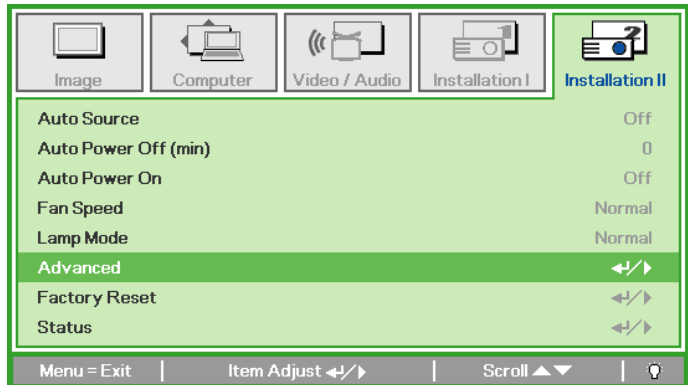 Image Computer Video / Audio Installation I Installation II
Auto Source Off
Auto Power Off (min) 0
Auto Power On Off
Fan Speed Normal
Lamp Mode Normal
Advanced
Factory Reset
Status
Menu = Exit Item Adjust Scroll